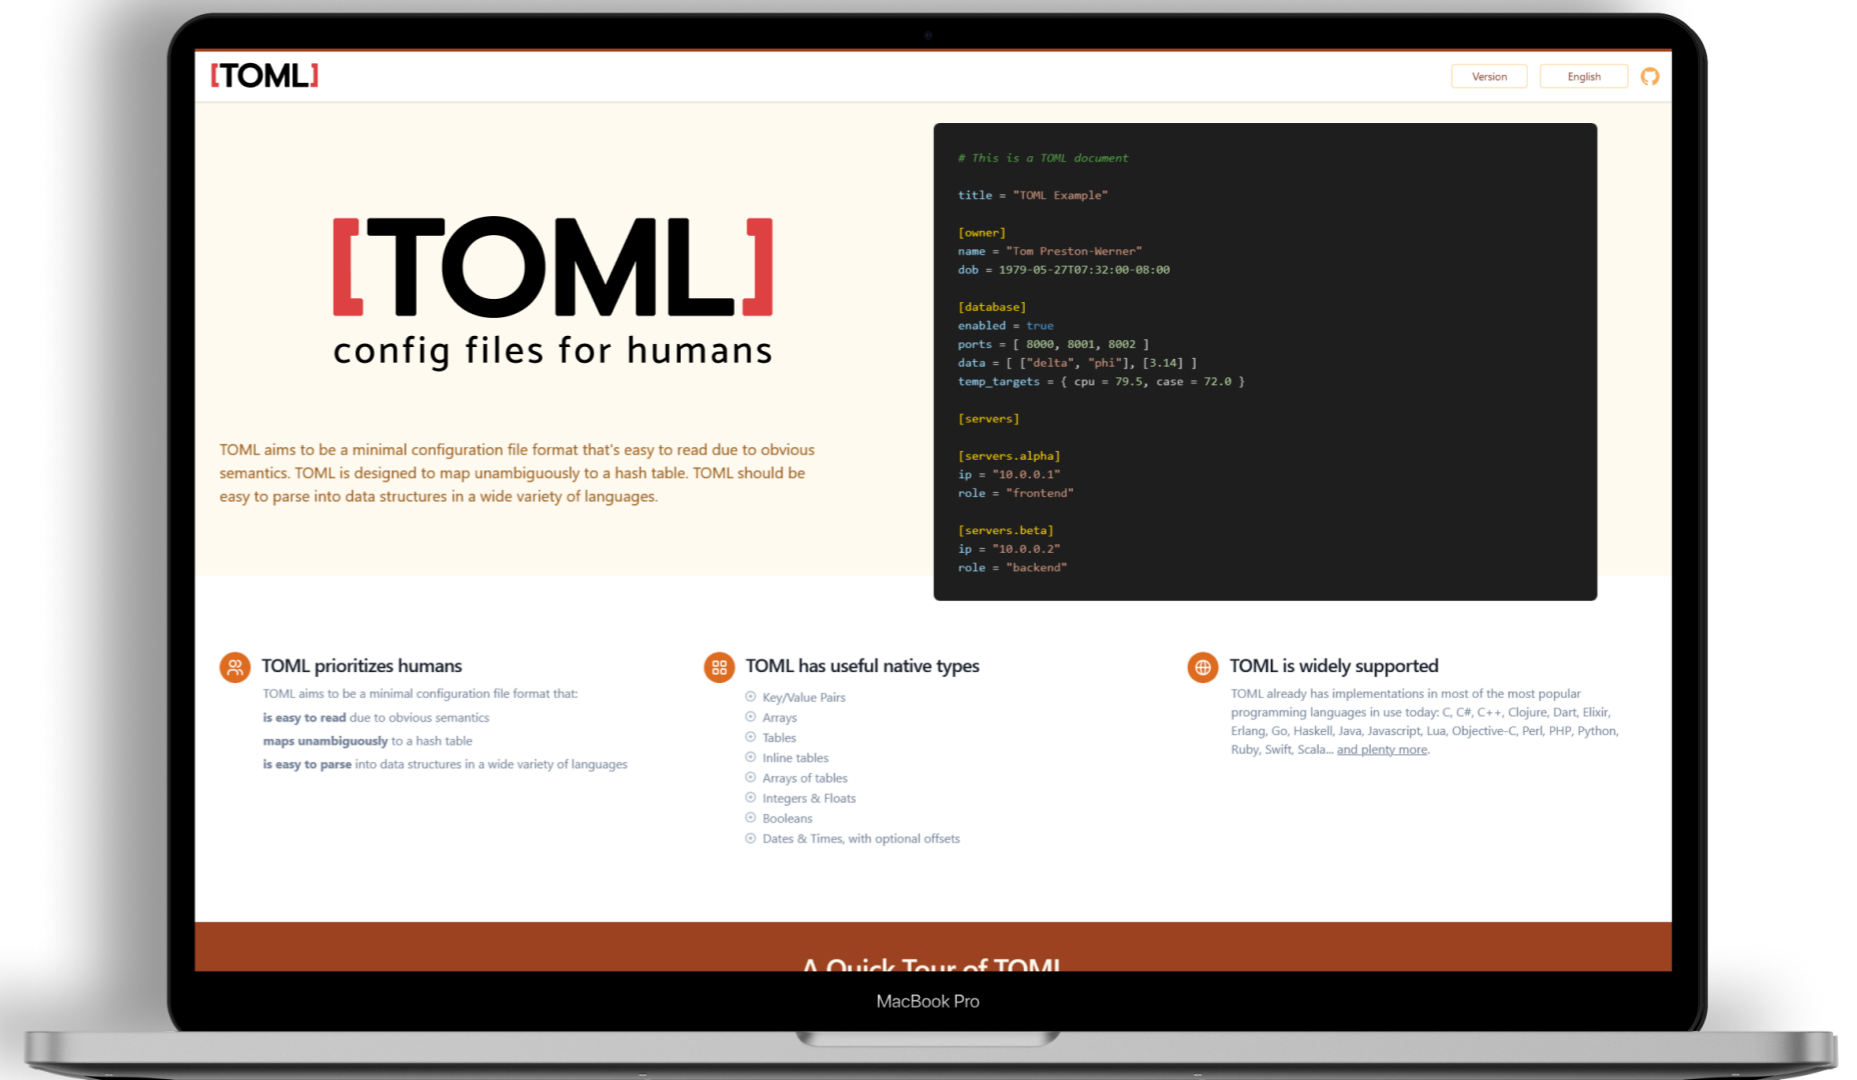 [TOML]
Version
English
[TOML]
config files for humans
TOML aims to be a minimal configuration file format that's easy to read due to obvious
semantics. TOML is designed to map unambiguously to a hash table. TOML should be
easy to parse into data structures in a wide variety of languages.
# This is a TOML document
title = "TOML Example"
[owner]
name = "Tom Preston-Werner"
dob = 1979-05-27T07:32:00-08:00
[database]
enabled = true
ports = [ 8000, 8001, 8002 ]
data = [ ["delta", "phi"], [3.14] ]
temp_targets = { cpu = 79.5, case = 72.0 }
[servers]
[servers.alpha]
ip = "10.0.0.1"
role = "frontend"
[servers.beta]
ip = "10.0.0.2"
role = "backend"
TOML prioritizes humans
TOML aims to be a minimal configuration file format that:
is easy to read due to obvious semantics
maps unambiguously to a hash table
is easy to parse into data structures in a wide variety of languages
TOML has useful native types
Key/Value Pairs
Arrays
Tables
Inline tables
Arrays of tables
Integers & Floats
Booleans
Dates & Times, with optional offsets
TOML is widely supported
TOML already has implementations in most of the most popular
programming languages in use today: C, C#, C++, Clojure, Dart, Elixir,
Erlang, Go, Haskell, Java, Javascript, Lua, Objective-C, Perl, PHP, Python,
Ruby, Swift, Scala... and plenty more.
A Quick Tour of TOML
MacBook Pro